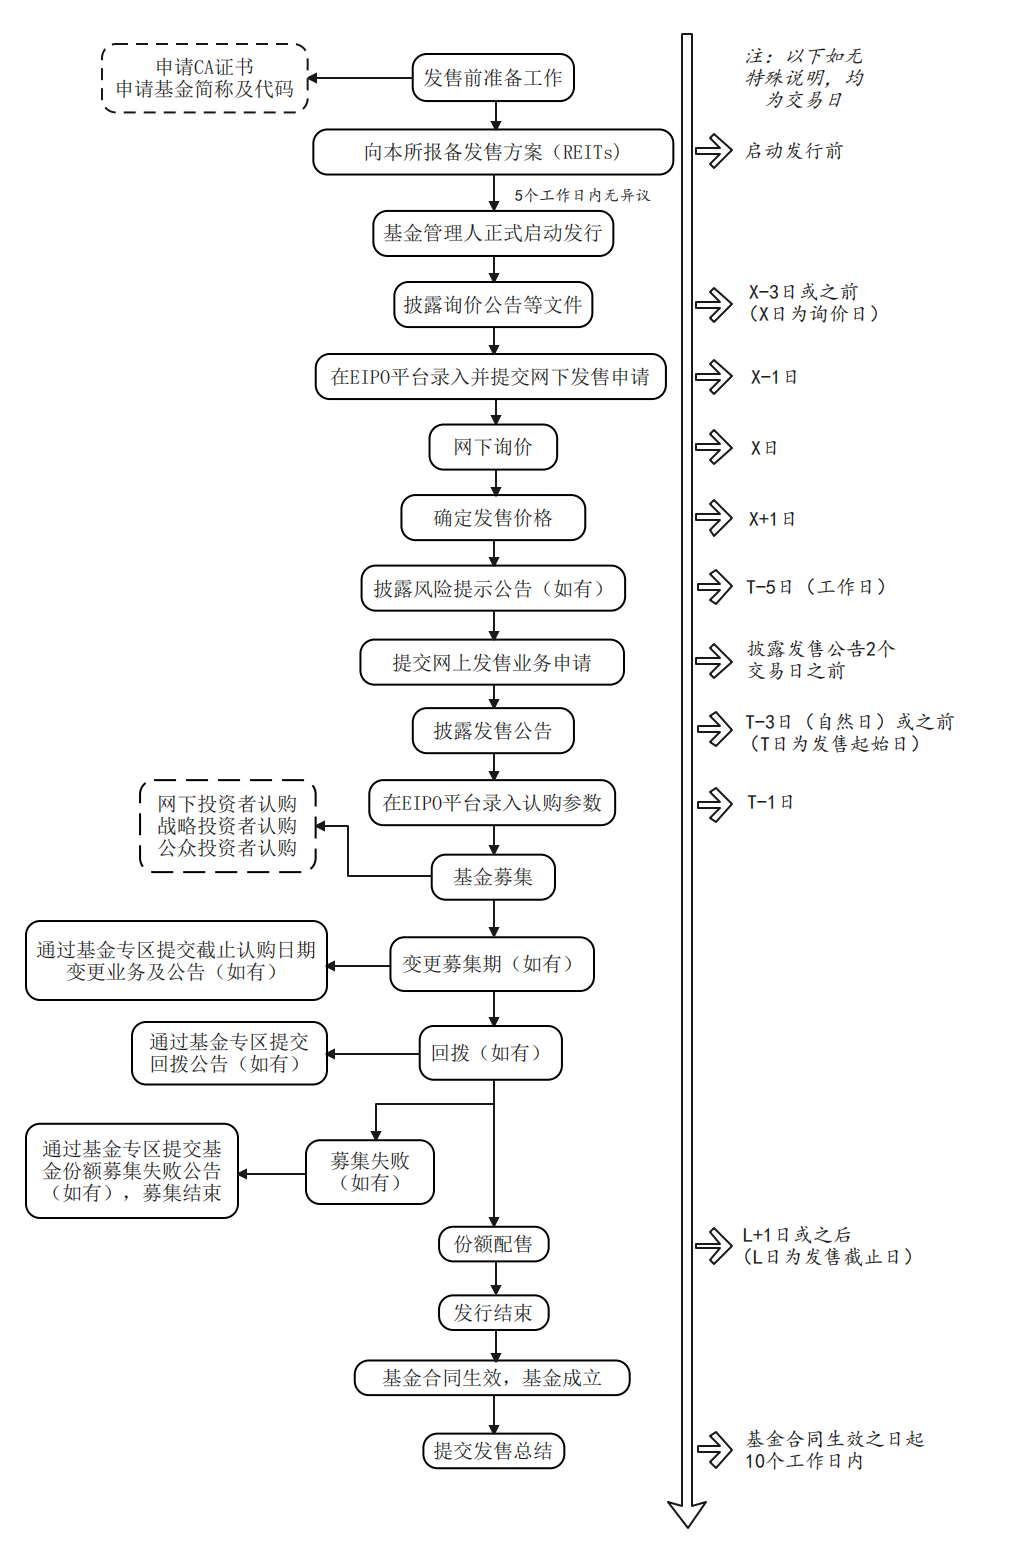 注：以下如无
特殊说明，均
为交易日
申请CA证书
申请基金简称及代码
发售前准备工作
向本所报备发售方案（REITs）
启动发行前
5个工作日内无异议
基金管理人正式启动发行
披露询价公告等文件
X-3日或之前
（X日为询价日）
在EIPO平台录入并提交网下发售申请
X-1日
网下询价
X日
确定发售价格
X+1日
披露风险提示公告（如有）
T-5日（工作日）
提交网上发售业务申请
披露发售公告2个
交易日之前
披露发售公告
T-3日（自然日）或之前
（T日为发售起始日）
在EIPO平台录入认购参数
T-1日
网下投资者认购
战略投资者认购
公众投资者认购
基金募集
通过基金专区提交截止认购日期
变更业务及公告（如有）
变更募集期（如有）
通过基金专区提交
回拨公告（如有）
回拨（如有）
通过基金专区提交基
金份额募集失败公告
（如有），募集结束
募集失败
（如有）
份额配售
L+1日或之后
（L日为发售截止日）
发行结束
基金合同生效，基金成立
提交发售总结
基金合同生效之日起
10个工作日内